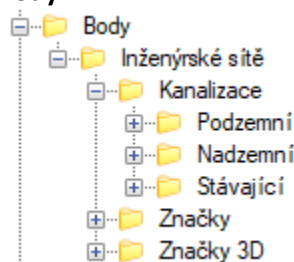 Body
Inženýrské sítě
Kanalizace
Podzemní
Nadzemní
Stávající
Značky
Značky 3D